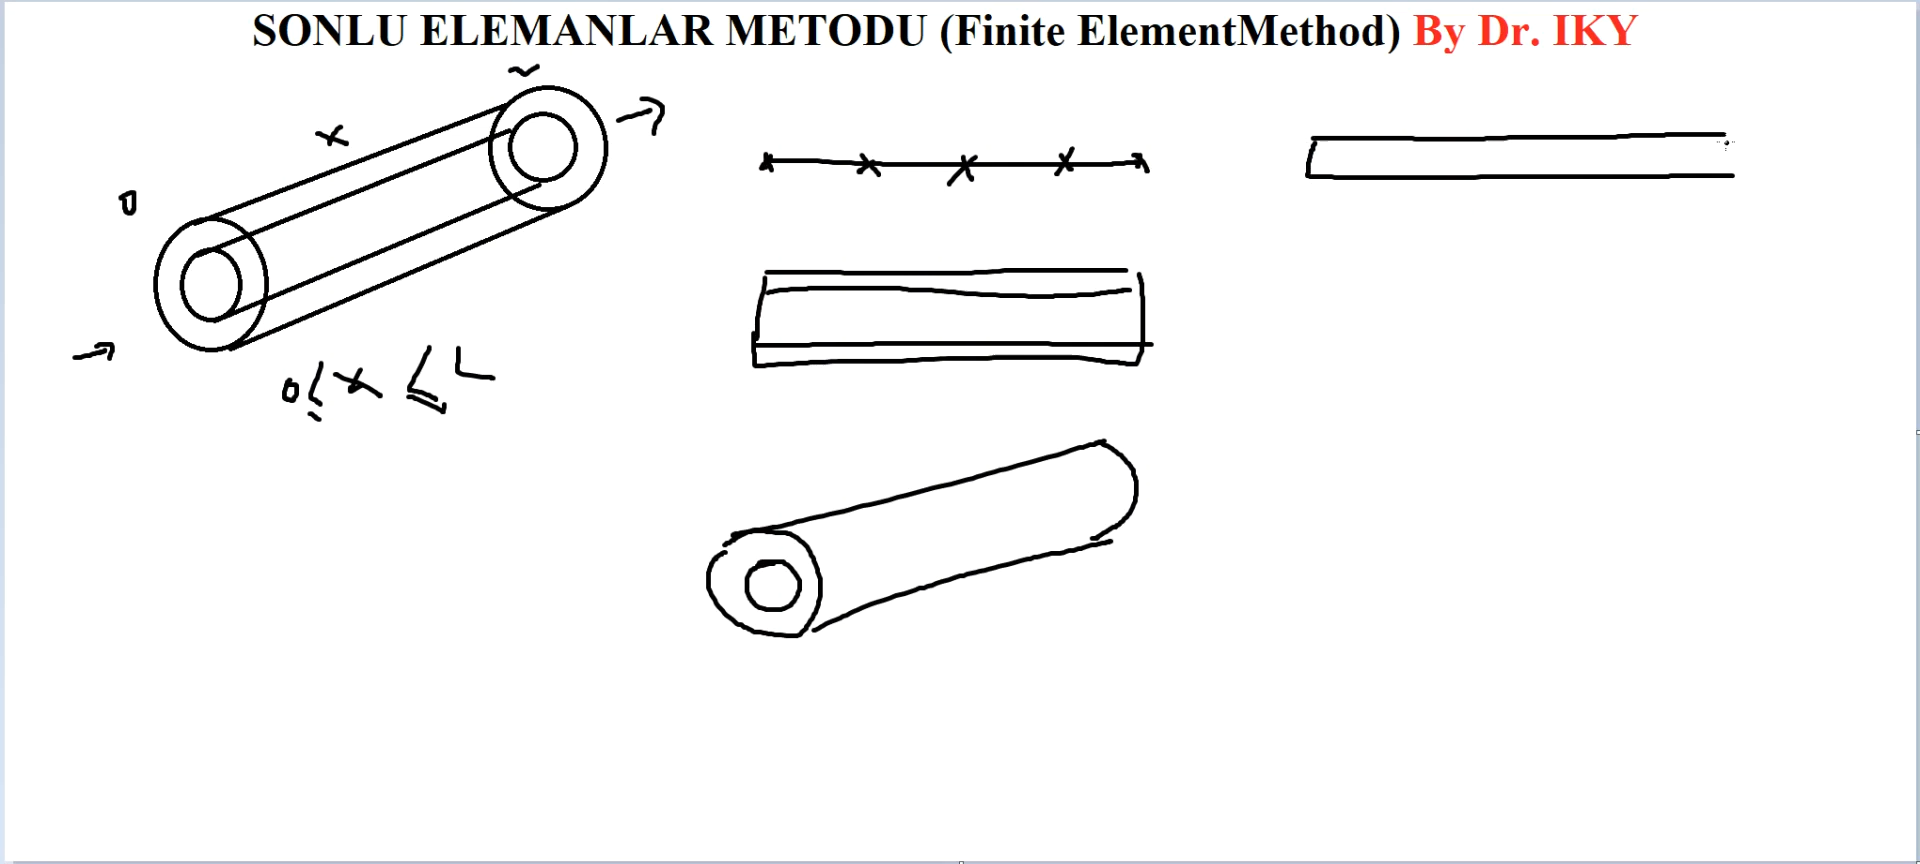 SONLU ELEMANLAR METODU (Finite ElementMethod) By Dr. IKY
x
0
0 ≤ x ≤ L